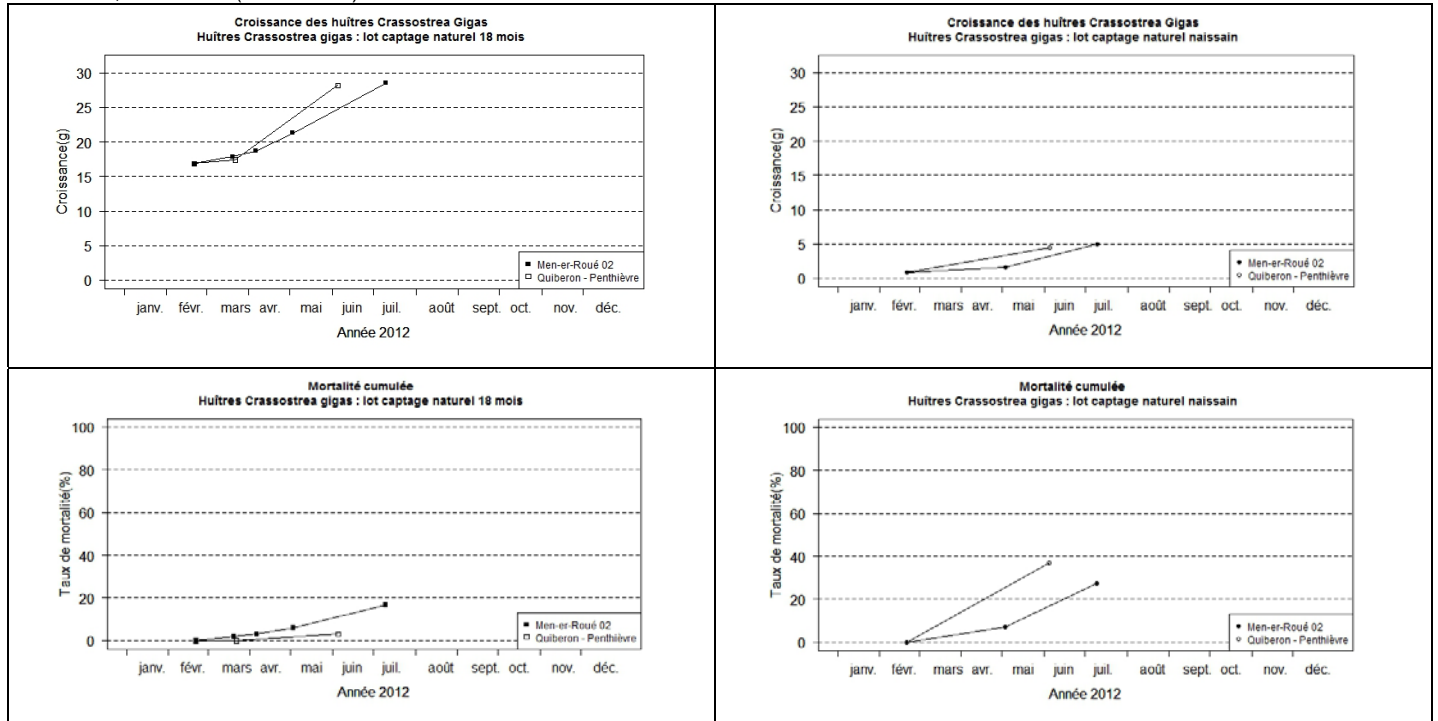 Croissance des huîtres Crassostrea Gigas
Huîtres Crassostrea gigas : lot captage naturel 18 mois
Croissance(g)
30
25
20
15
10
5
0
Men-er-Roué 02
Quiberon - Penthièvre
janv. févr. mars avr. mai juin juil. août sept. oct. nov. déc.
Année 2012
Croissance des huîtres Crassostrea Gigas
Huîtres Crassostrea gigas : lot captage naturel naissain
Croissance(g)
30
25
20
15
10
5
0
Men-er-Roué 02
Quiberon - Penthièvre
janv. févr. mars avr. mai juin juil. août sept. oct. nov. déc.
Année 2012
Mortalité cumulée
Huîtres Crassostrea gigas : lot captage naturel 18 mois
Taux de mortalité(%)
100
80
60
40
20
0
Men-er-Roué 02
Quiberon - Penthièvre
janv. févr. mars avr. mai juin juil. août sept. oct. nov. déc.
Année 2012
Mortalité cumulée
Huîtres Crassostrea gigas : lot captage naturel naissain
Taux de mortalité(%)
100
80
60
40
20
0
Men-er-Roué 02
Quiberon - Penthièvre
janv. févr. mars avr. mai juin juil. août sept. oct. nov. déc.
Année 2012